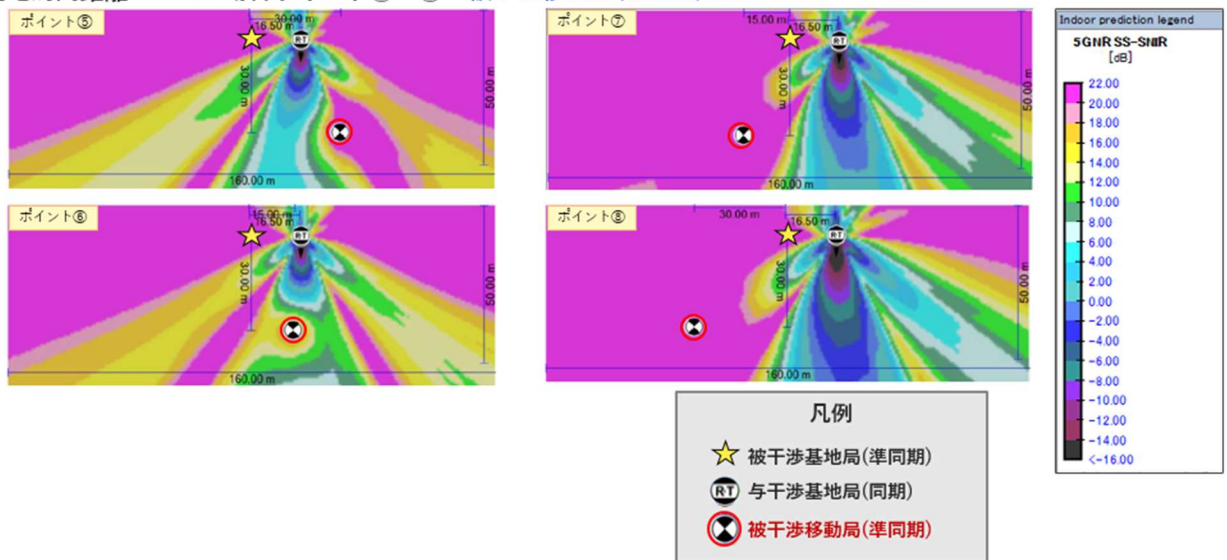 ポイント⑤
30.00 m
16.50 m
RT
30.00 m
50.00 m
160.00 m
ポイント⑦
15.00 m
16.50 m
RT
30.00 m
50.00 m
160.00 m
ポイント⑥
15.00 m
16.50 m
RT
30.00 m
50.00 m
160.00 m
ポイント⑧
30.00 m
16.50 m
RT
30.00 m
50.00 m
160.00 m
Indoor prediction legend
5GNR SS-SNIR
[dB]
22.00
20.00
18.00
16.00
14.00
12.00
10.00
8.00
6.00
4.00
2.00
0.00
-2.00
-4.00
-6.00
-8.00
-10.00
-12.00
-14.00
<-16.00
凡例
被干渉基地局(準同期)
RT 与干渉基地局(同期)
被干渉移動局(準同期)